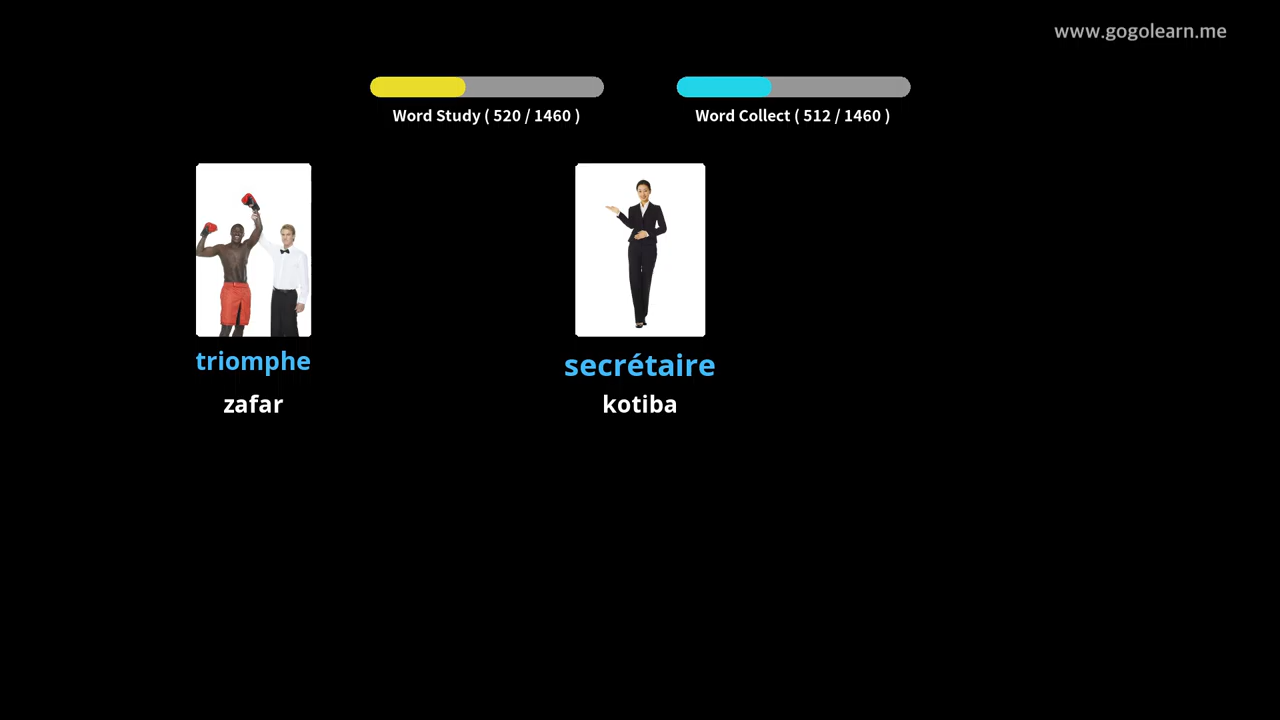 www.gogolearn.me
Word Study ( 520 / 1460 )
Word Collect ( 512 / 1460 )
triomphe
secrétaire
zafar
kotiba